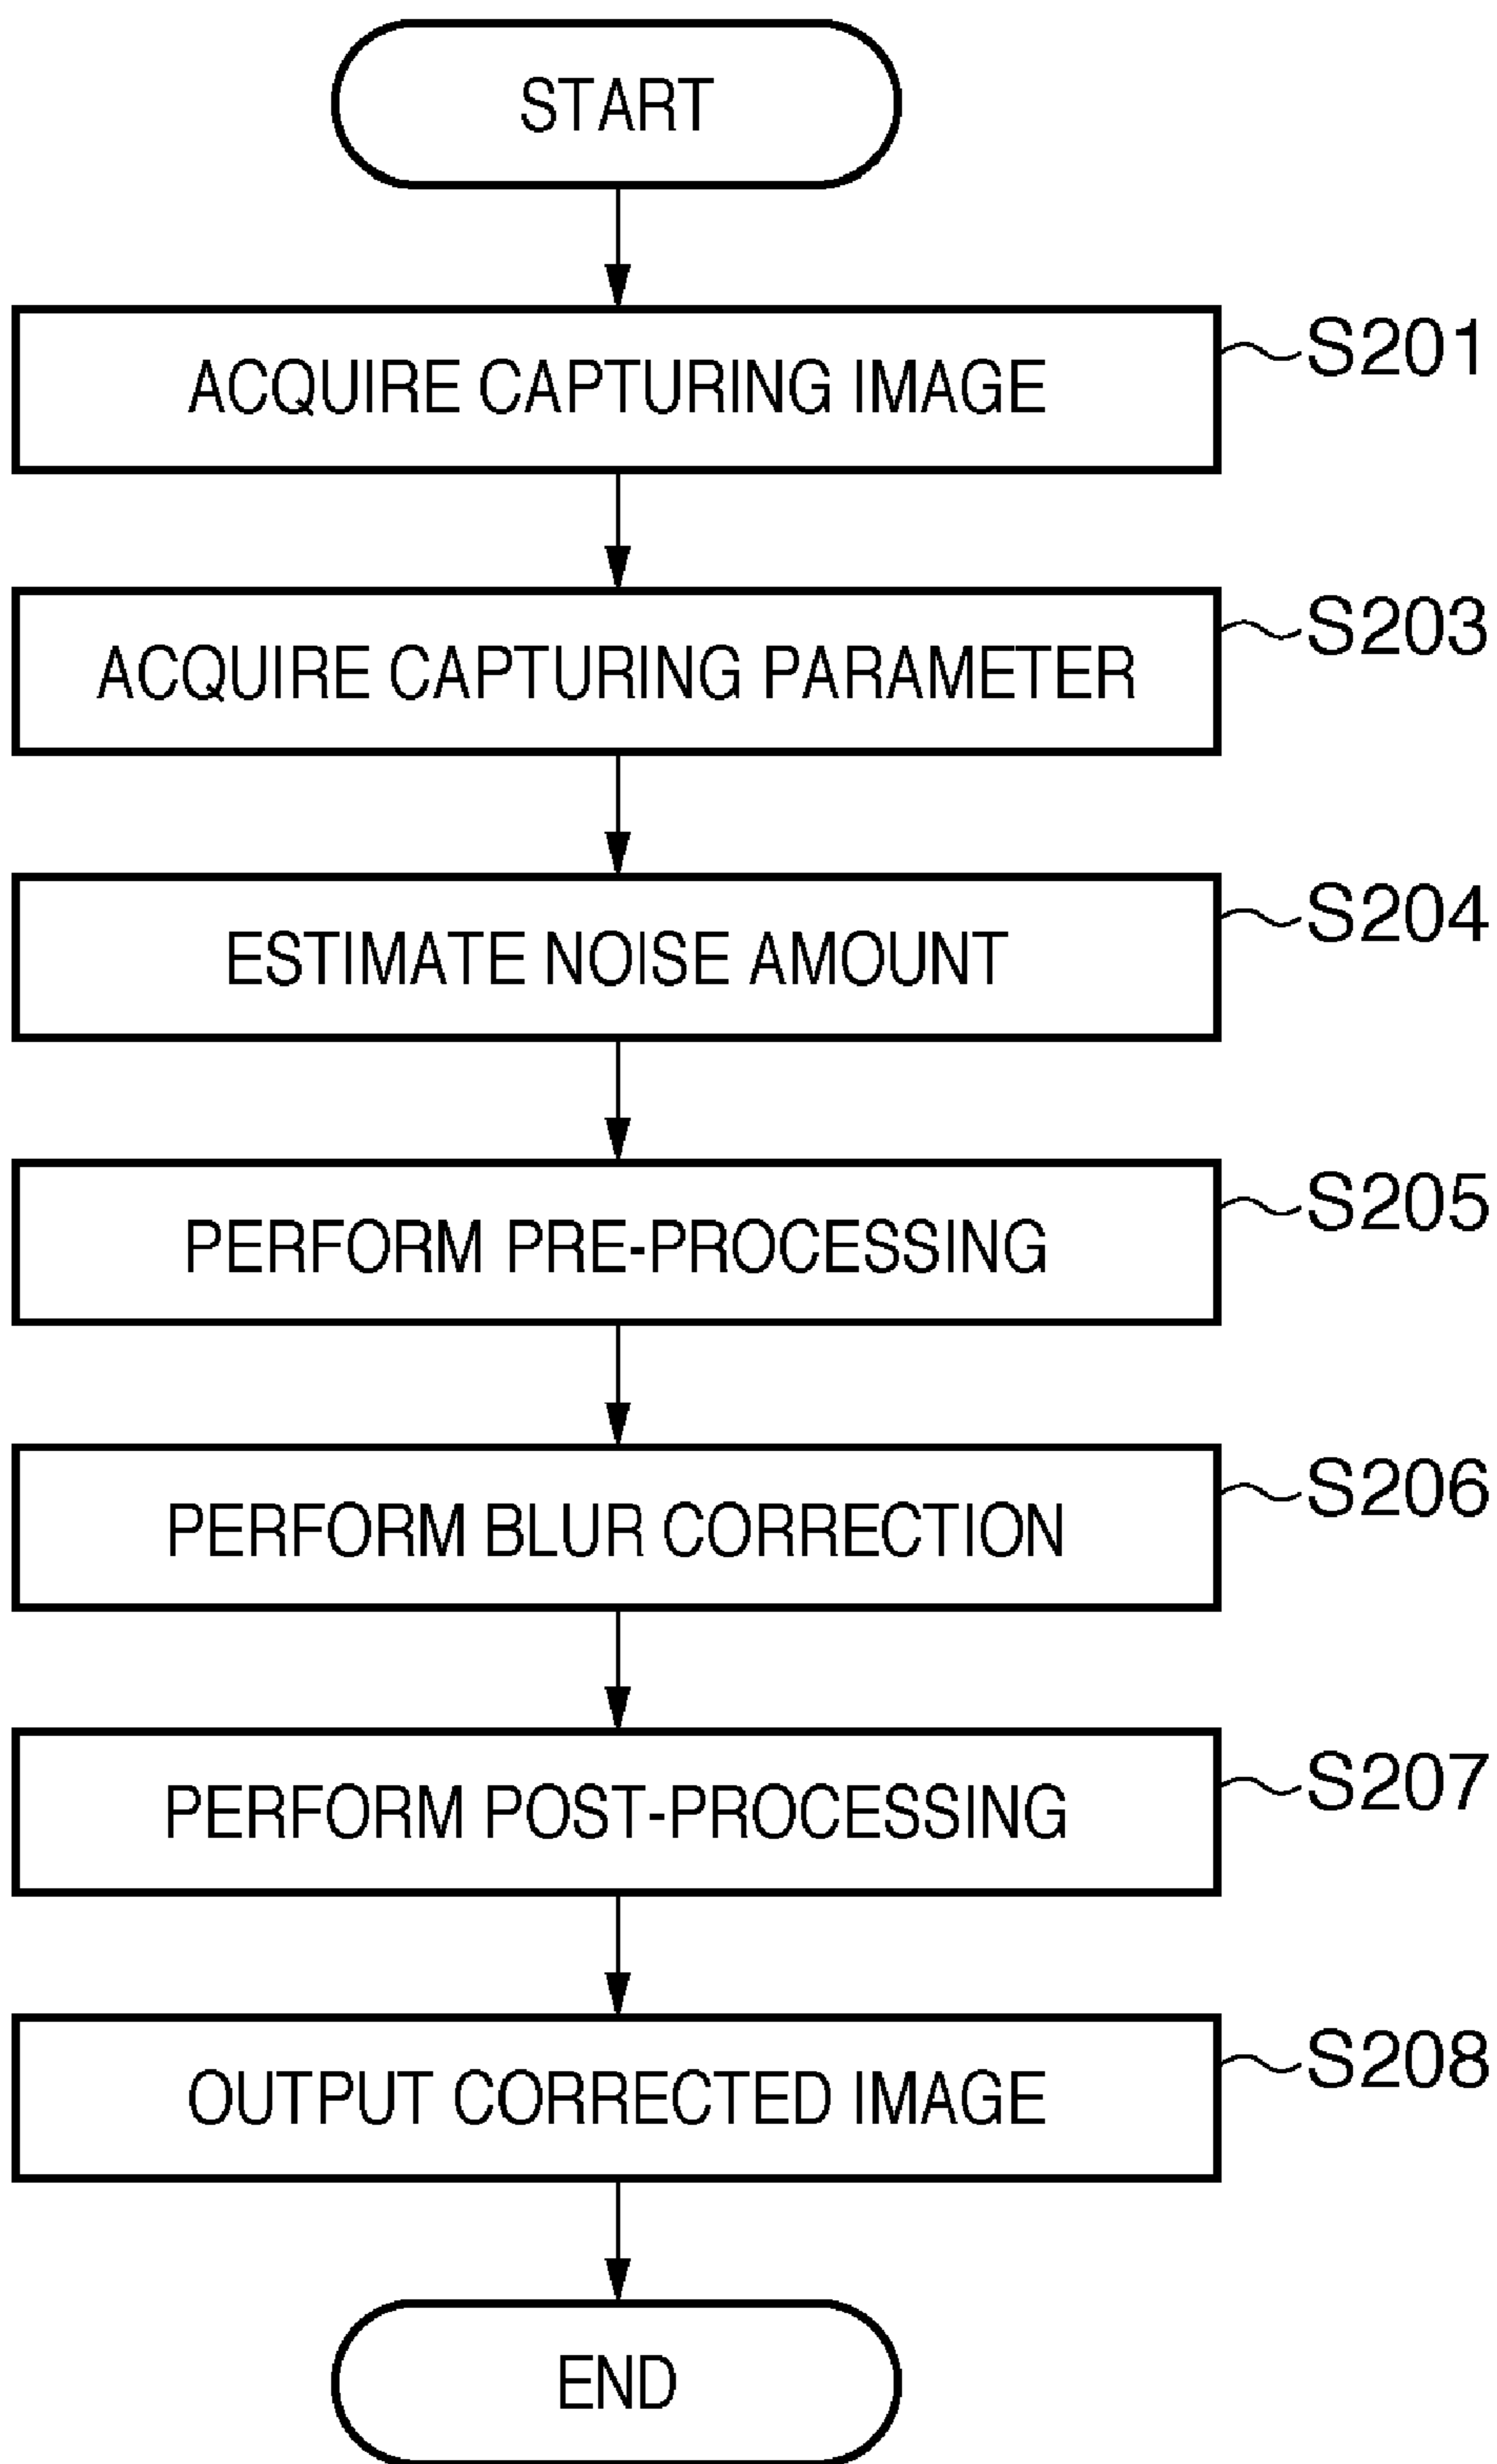 START
ACQUIRE CAPTURING IMAGE
S201
ACQUIRE CAPTURING PARAMETER
S203
ESTIMATE NOISE AMOUNT
S204
PERFORM PRE-PROCESSING
S205
PERFORM BLUR CORRECTION
S206
PERFORM POST-PROCESSING
S207
OUTPUT CORRECTED IMAGE
S208
END